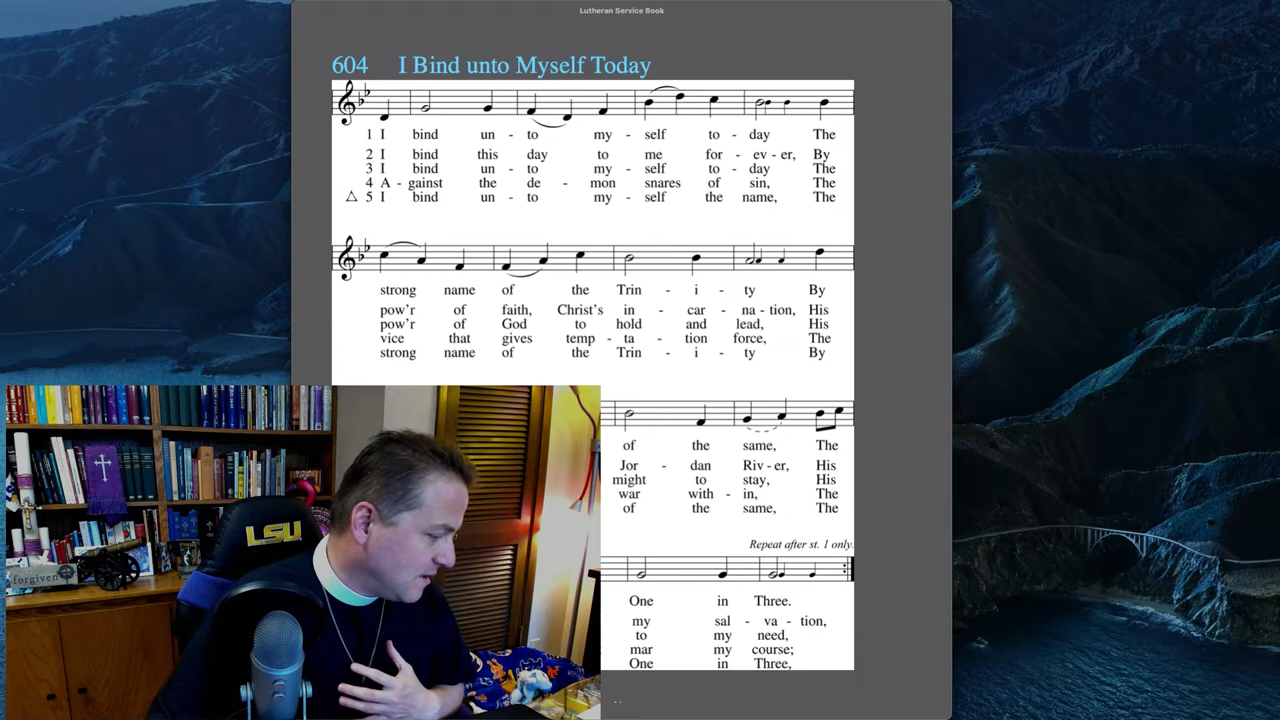 Lutheran Service Book
604 I Bind unto Myself Today
1 I bind un - to my - self to - day The
2 I bind this day to me for - ev - er, By
3 I bind un - to my - self to - day The
4 A - gainst the de - mon snares of sin, The
△ 5 I bind un - to my - self the name, The
strong name of the Trin - i - ty By
pow'r of faith, Christ's in - car - na - tion, His
pow'r of God to hold and lead, His
vice that gives temp - ta - tion force, The
strong name of the Trin - i - ty By
of the same, The
Jor - dan Riv - er, His
might to stay, His
war with - in, The
of the same, The
Repeat after st. 1 only.
One in Three.
my sal - va - tion,
to my need,
mar my course;
One in Three,
LSU
forgiven